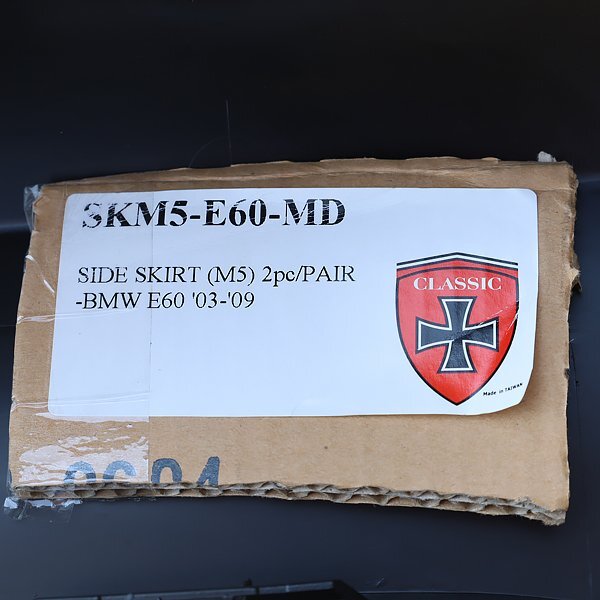 SKM5-E60-MD
SIDE SKIRT (M5) 2pc/PAIR
-BMW E60 '03-'09
CLASSIC
Made in TAIWAN